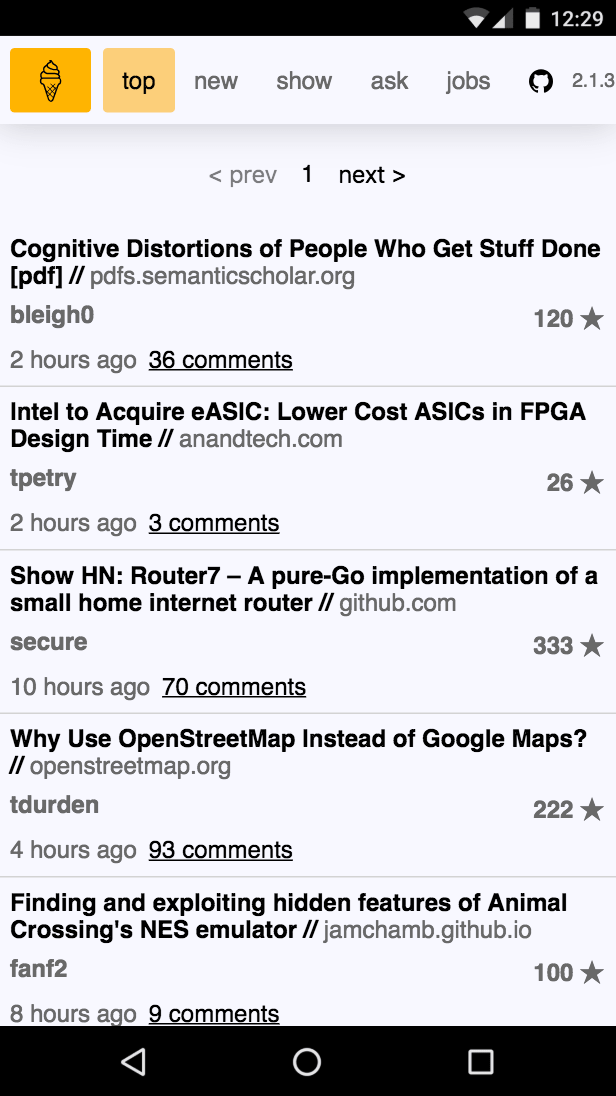 12:29
top new show ask jobs 2.1.3
< prev 1 next >
Cognitive Distortions of People Who Get Stuff Done
[pdf] // pdfs.semanticscholar.org
bleigh0
120 ★
2 hours ago 36 comments
Intel to Acquire eASIC: Lower Cost ASICs in FPGA
Design Time // anandtech.com
tpetry
26 ★
2 hours ago 3 comments
Show HN: Router7 – A pure-Go implementation of a
small home internet router // github.com
secure
333 ★
10 hours ago 70 comments
Why Use OpenStreetMap Instead of Google Maps?
// openstreetmap.org
tdurden
222 ★
4 hours ago 93 comments
Finding and exploiting hidden features of Animal
Crossing's NES emulator // jamchamb.github.io
fanf2
100 ★
8 hours ago 9 comments